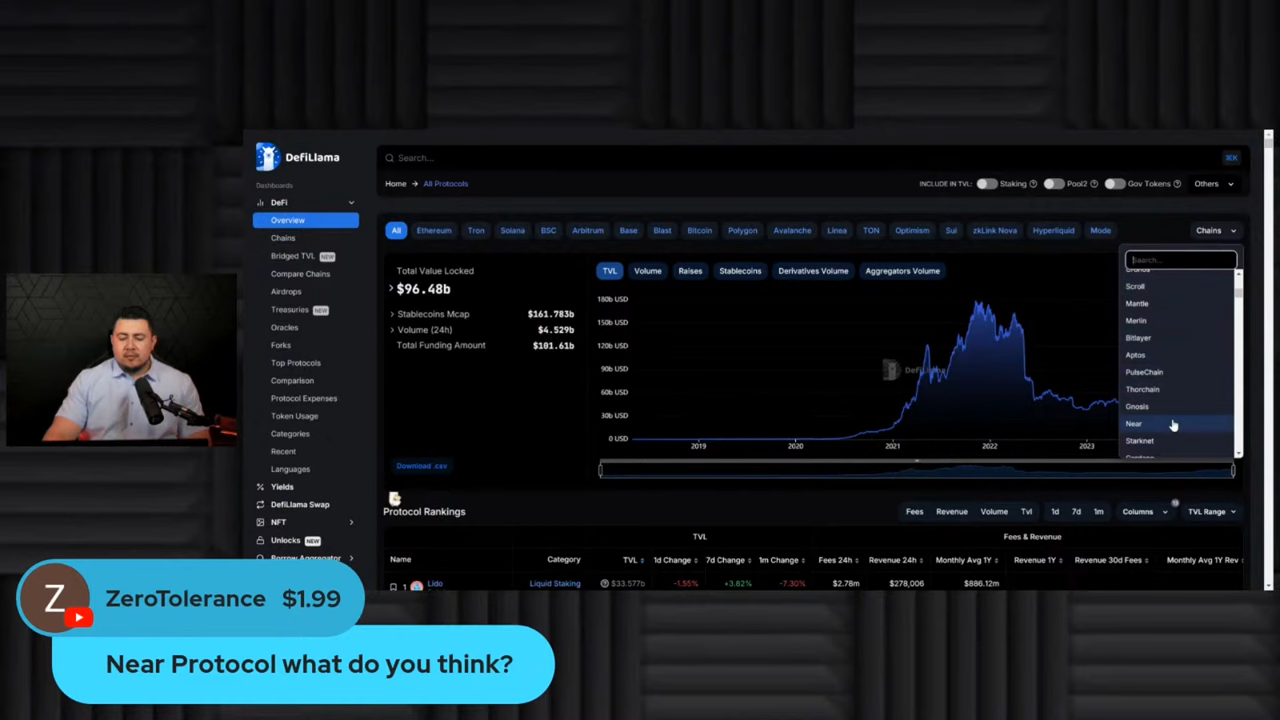 DefiLlama
Search...
⌘K
Dashboards
Home → All Protocols
INCLUDE IN TVL: Staking Pool2 Gov Tokens Others
DeFi
Overview
Chains
Bridged TVL NEW
Compare Chains
Airdrops
Treasuries NEW
Oracles
Forks
Top Protocols
Comparison
Protocol Expenses
Token Usage
Categories
Recent
Languages
Yields
DefiLlama Swap
NFT
Unlocks NEW
Borrow Aggregator
All Ethereum Tron Solana BSC Arbitrum Base Blast Bitcoin Polygon Avalanche Linea TON Optimism Sui zkLink Nova Hyperliquid Mode Chains
Total Value Locked
$96.48b
Stablecoins Mcap $161.783b
Volume (24h) $4.529b
Total Funding Amount $101.61b
Download .csv
TVL Volume Raises Stablecoins Derivatives Volume Aggregators Volume
180b USD
150b USD
120b USD
90b USD
60b USD
30b USD
0 USD
2019 2020 2021 2022 2023
DefiLlama
Search...
Scroll
Mantle
Merlin
Bitlayer
Aptos
PulseChain
Thorchain
Gnosis
Near
Starknet
Cardano
Protocol Rankings
Fees Revenue Volume Tvl 1d 7d 1m Columns TVL Range
TVL Fees & Revenue
Name Category TVL 1d Change 7d Change 1m Change Fees 24h Revenue 24h Monthly Avg 1Y Revenue 1Y Revenue 30d Fees Monthly Avg 1Y Rev
1 Lido Liquid Staking $33.577b -1.55% +3.82% -7.30% $2.78m $278,006 $886.12m
Z
ZeroTolerance $1.99
Near Protocol what do you think?